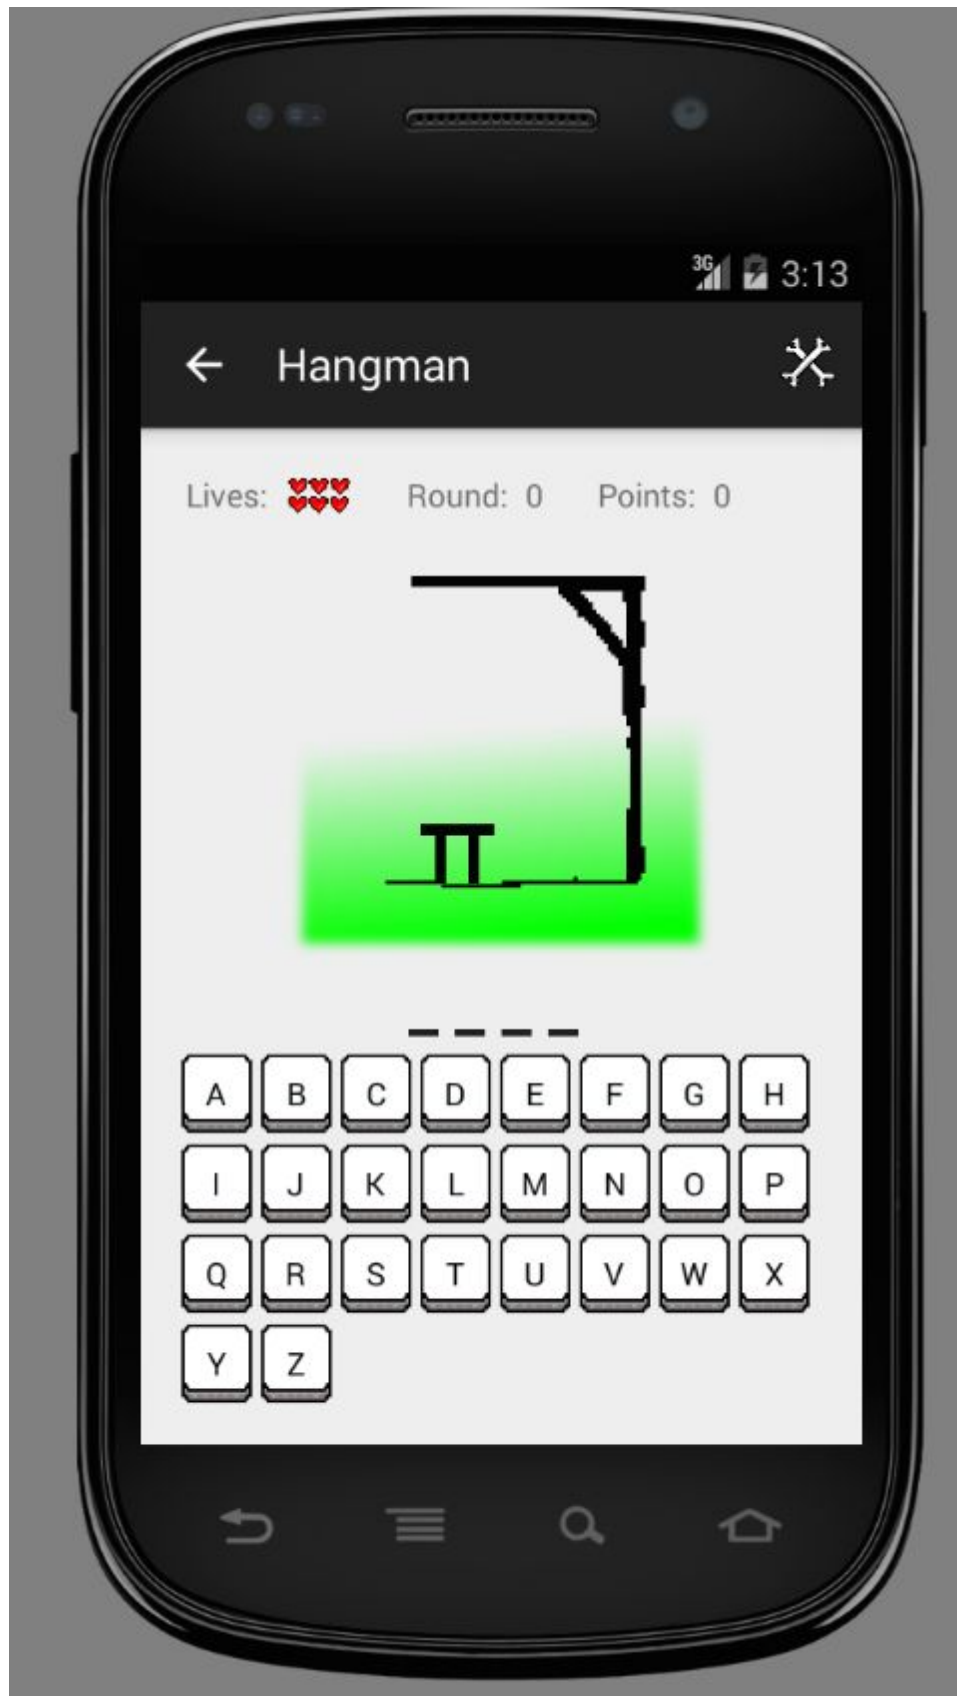 3G 3:13
Hangman
Lives: Round: 0 Points: 0
_ _ _ _
A B C D E F G H
I J K L M N O P
Q R S T U V W X
Y Z